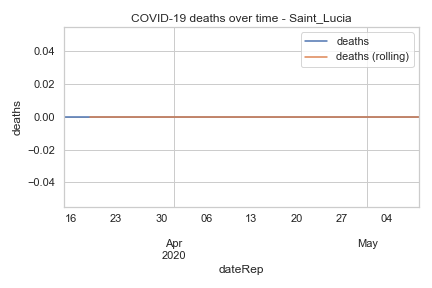 COVID-19 deaths over time - Saint_Lucia
deaths
deaths (rolling)
0.04
0.02
0.00
−0.02
−0.04
deaths
16 23 30 06 13 20 27 04
Apr May
2020
dateRep